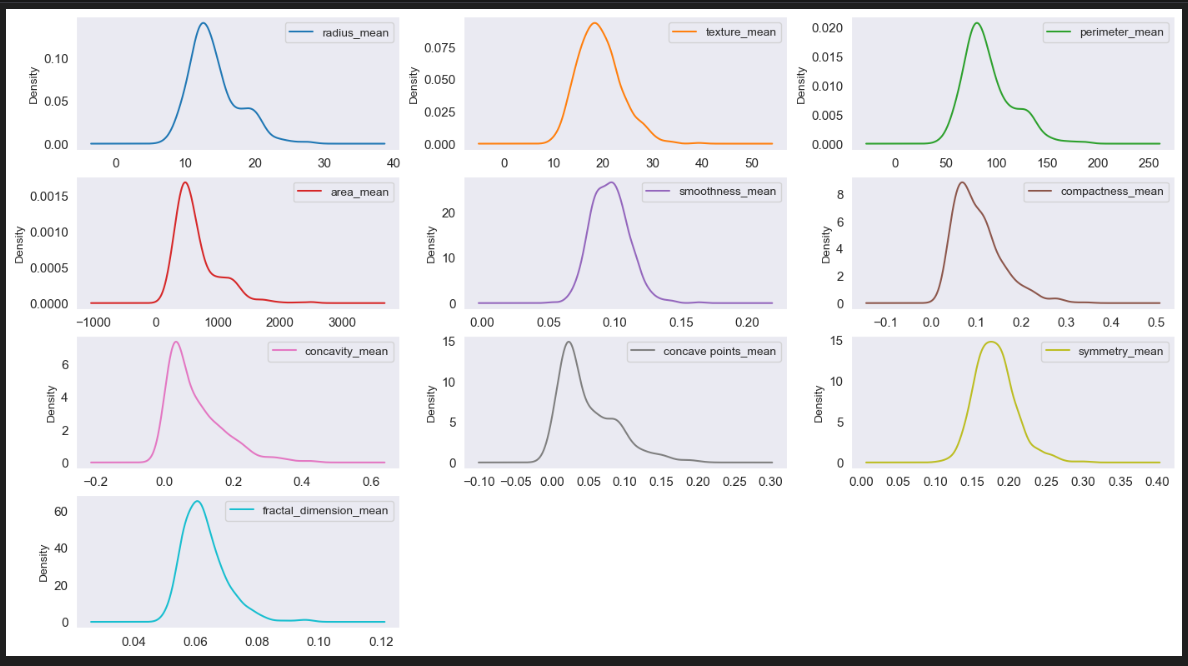 radius_mean
Density
0.10
0.05
0.00
0 10 20 30 40
texture_mean
Density
0.075
0.050
0.025
0.000
0 10 20 30 40 50
perimeter_mean
Density
0.020
0.015
0.010
0.005
0.000
0 50 100 150 200 250
area_mean
Density
0.0015
0.0010
0.0005
0.0000
−1000 0 1000 2000 3000
smoothness_mean
Density
20
10
0
0.00 0.05 0.10 0.15 0.20
compactness_mean
Density
8
6
4
2
0
−0.1 0.0 0.1 0.2 0.3 0.4 0.5
concavity_mean
Density
6
4
2
0
−0.2 0.0 0.2 0.4 0.6
concave points_mean
Density
15
10
5
0
−0.10 −0.05 0.00 0.05 0.10 0.15 0.20 0.25 0.30
symmetry_mean
Density
15
10
5
0
0.00 0.05 0.10 0.15 0.20 0.25 0.30 0.35 0.40
fractal_dimension_mean
Density
60
40
20
0
0.04 0.06 0.08 0.10 0.12